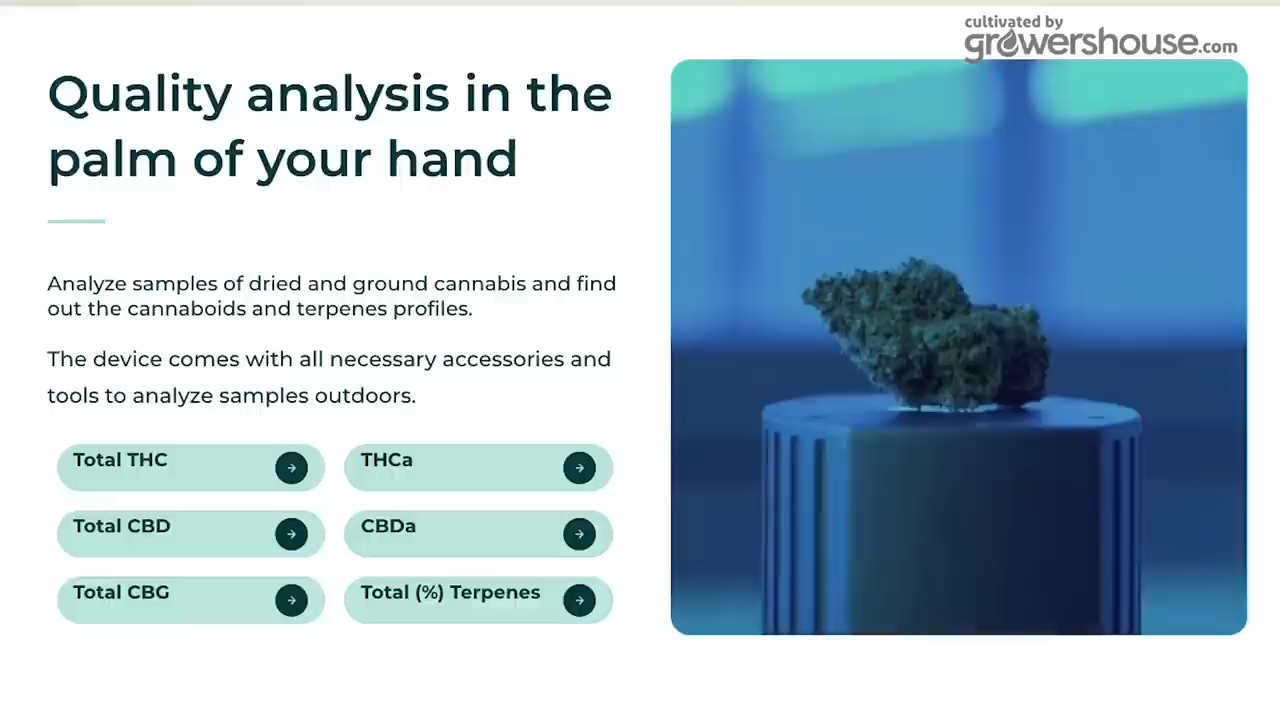 cultivated by
growershouse.com
Quality analysis in the
palm of your hand
Analyze samples of dried and ground cannabis and find
out the cannaboids and terpenes profiles.
The device comes with all necessary accessories and
tools to analyze samples outdoors.
Total THC
THCa
Total CBD
CBDa
Total CBG
Total (%) Terpenes